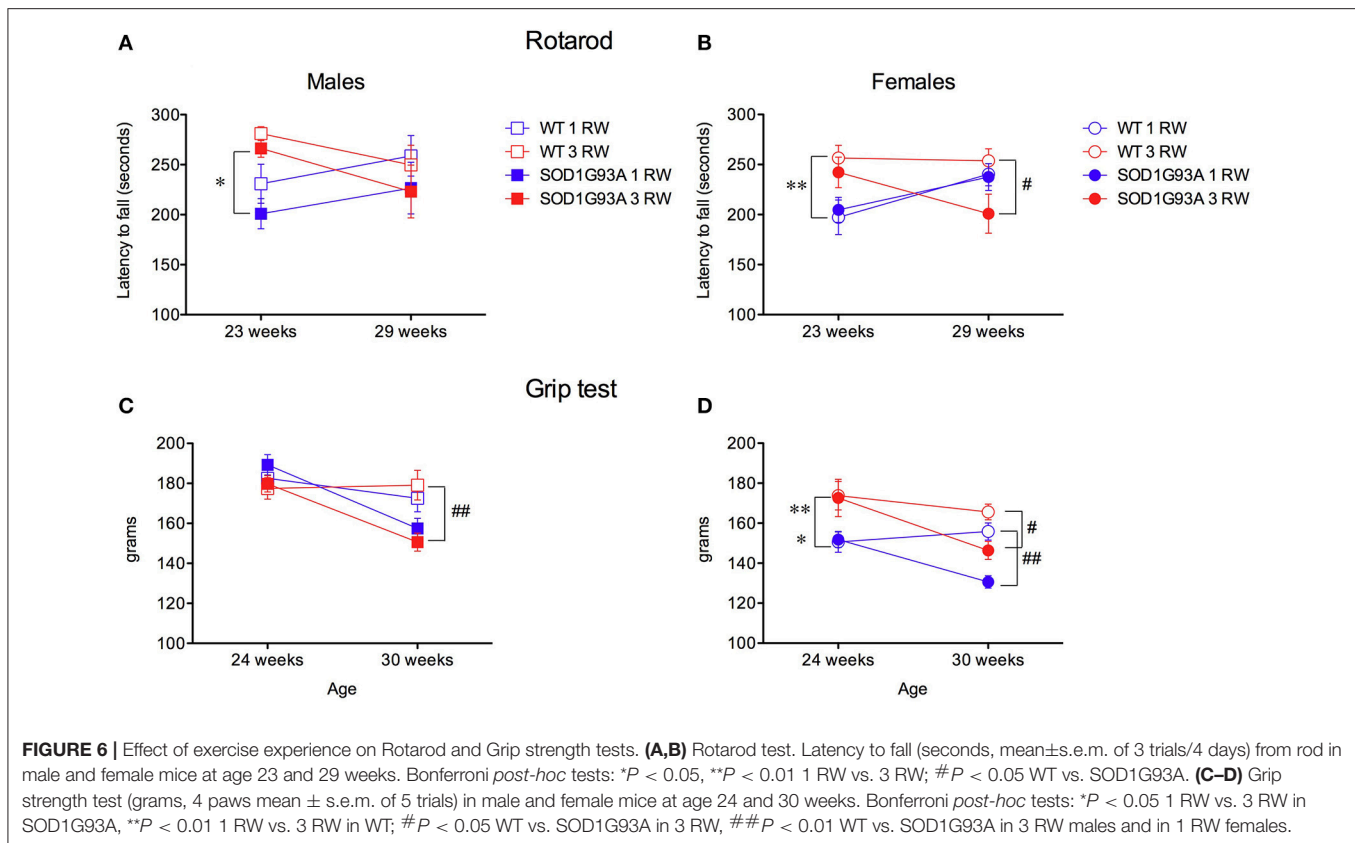 A
Rotarod
B
Males
Females
Latency to fall (seconds)
300
250
200
150
100
23 weeks
29 weeks
*
WT 1 RW
WT 3 RW
SOD1G93A 1 RW
SOD1G93A 3 RW
Latency to fall (seconds)
300
250
200
150
100
23 weeks
29 weeks
**
#
WT 1 RW
WT 3 RW
SOD1G93A 1 RW
SOD1G93A 3 RW
Grip test
C
D
grams
200
180
160
140
120
100
24 weeks
30 weeks
Age
##
grams
200
180
160
140
120
100
24 weeks
30 weeks
Age
**
*
#
##
FIGURE 6 | Effect of exercise experience on Rotarod and Grip strength tests. (A,B) Rotarod test. Latency to fall (seconds, mean±s.e.m. of 3 trials/4 days) from rod in
male and female mice at age 23 and 29 weeks. Bonferroni post-hoc tests: *P < 0.05, **P < 0.01 1 RW vs. 3 RW; #P < 0.05 WT vs. SOD1G93A. (C–D) Grip
strength test (grams, 4 paws mean ± s.e.m. of 5 trials) in male and female mice at age 24 and 30 weeks. Bonferroni post-hoc tests: *P < 0.05 1 RW vs. 3 RW in
SOD1G93A, **P < 0.01 1 RW vs. 3 RW in WT; #P < 0.05 WT vs. SOD1G93A in 3 RW, ##P < 0.01 WT vs. SOD1G93A in 3 RW males and in 1 RW females.